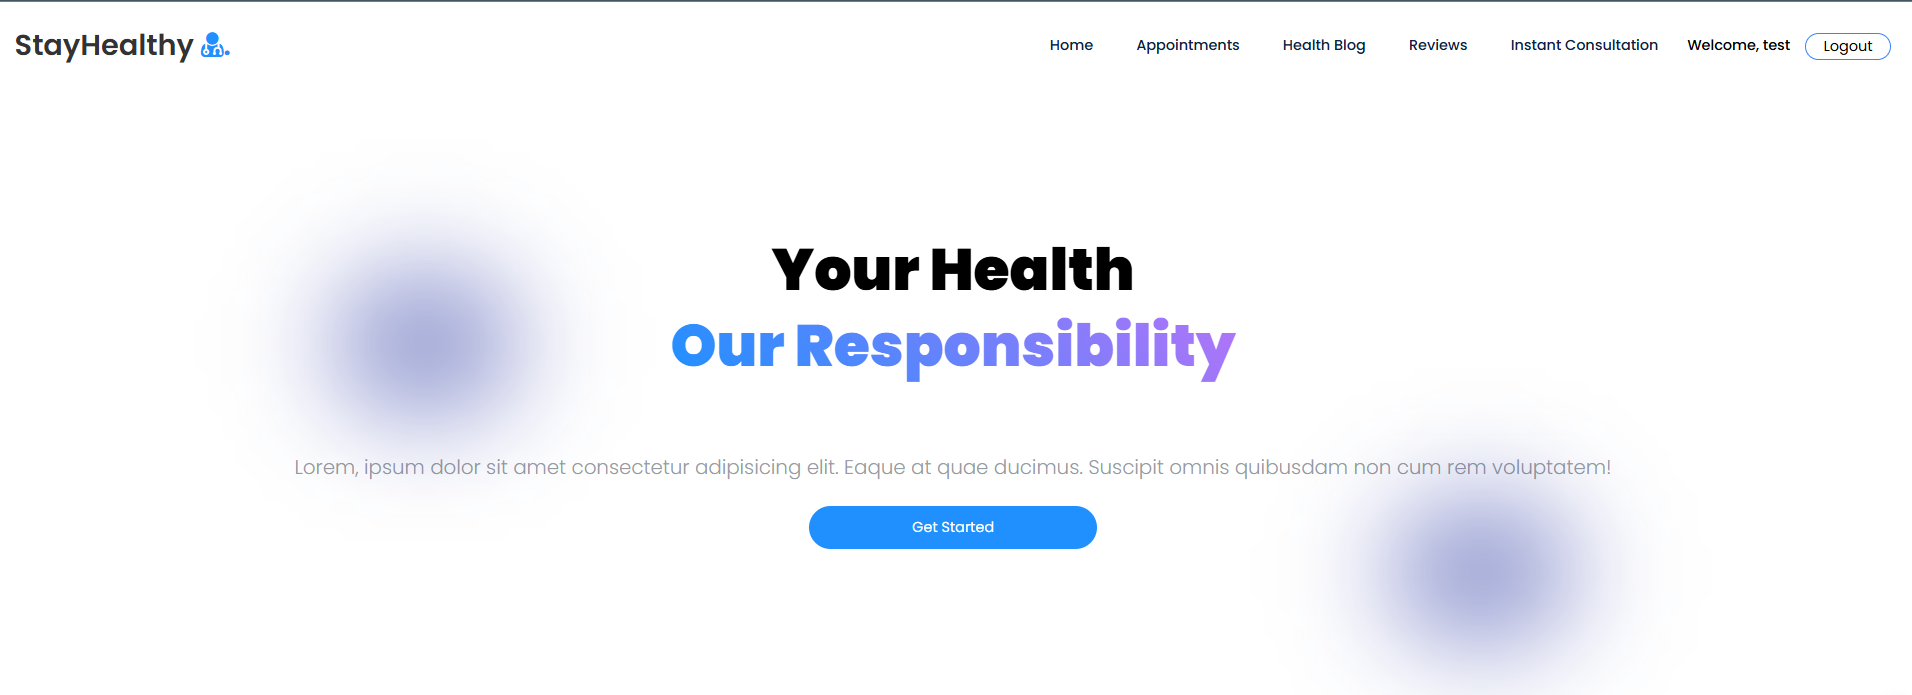 StayHealthy
Home Appointments Health Blog Reviews Instant Consultation Welcome, test Logout
Your Health
Our Responsibility
Lorem, ipsum dolor sit amet consectetur adipisicing elit. Eaque at quae ducimus. Suscipit omnis quibusdam non cum rem voluptatem!
Get Started